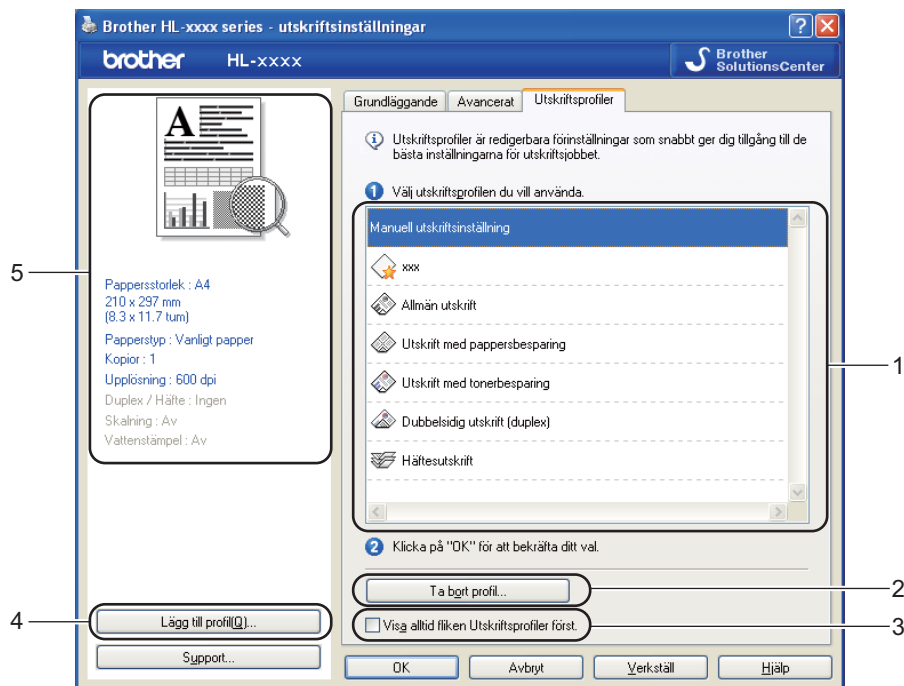 Brother HL-xxxx series - utskriftsinställningar
brother HL-xxxx
Brother
SolutionsCenter
A
Pappersstorlek : A4
210 x 297 mm
(8.3 x 11.7 tum)
Papperstyp : Vanligt papper
Kopior : 1
Upplösning : 600 dpi
Duplex / Häfte : Ingen
Skalning : Av
Vattenstämpel : Av
5
Lägg till profil(Q)...
4
Support...
Grundläggande Avancerat Utskriftsprofiler
Utskriftsprofiler är redigerbara förinställningar som snabbt ger dig tillgång till de
bästa inställningarna för utskriftsjobbet.
1 Välj utskriftsprofilen du vill använda.
Manuell utskriftsinställning
xxx
Allmän utskrift
Utskrift med pappersbesparing
Utskrift med tonerbesparing
Dubbelsidig utskrift (duplex)
Häftesutskrift
1
2 Klicka på "OK" för att bekräfta ditt val.
Ta bort profil...
2
Visa alltid fliken Utskriftsprofiler först.
3
OK Avbryt Verkställ Hjälp